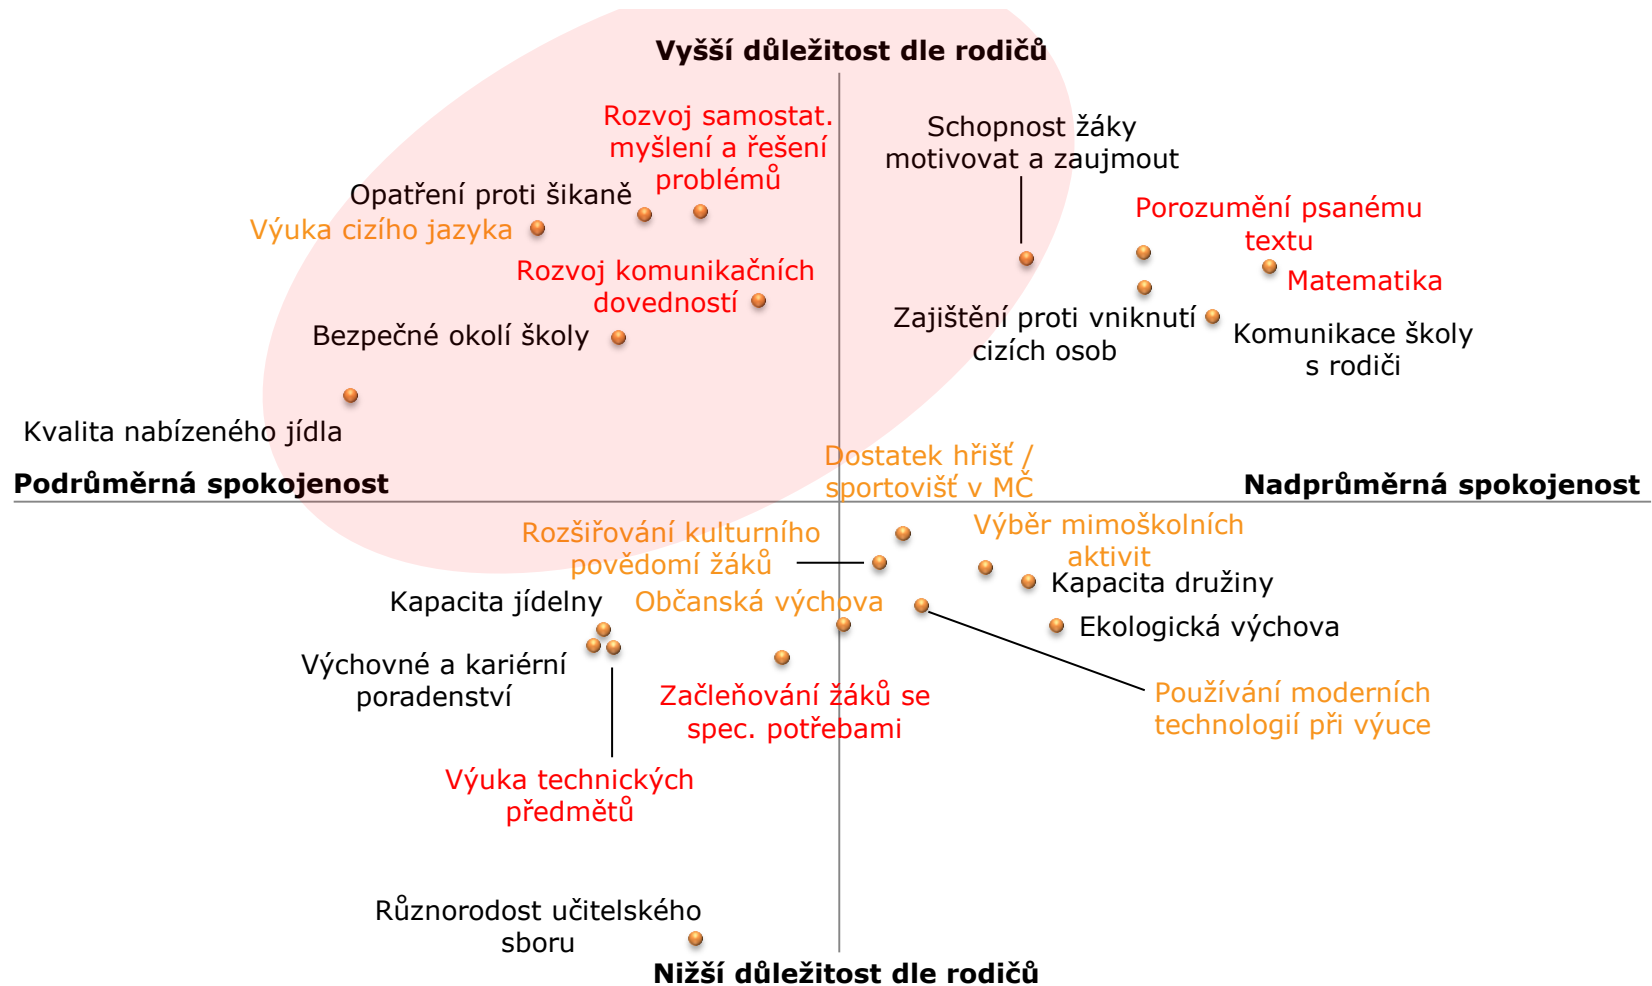 Vyšší důležitost dle rodičů
Rozvoj samostat.
myšlení a řešení
problémů
Schopnost žáky
motivovat a zaujmout
Opatření proti šikaně
Výuka cizího jazyka
Porozumění psanému
textu
Rozvoj komunikačních
dovedností
Matematika
Bezpečné okolí školy
Zajištění proti vniknutí
cizích osob
Komunikace školy
s rodiči
Kvalita nabízeného jídla
Podrůměrná spokojenost
Dostatek hřišť /
sportovišť v MČ
Nadprůměrná spokojenost
Rozšiřování kulturního
povědomí žáků
Výběr mimoškolních
aktivit
Kapacita družiny
Kapacita jídelny
Občanská výchova
Ekologická výchova
Výchovné a kariérní
poradenství
Začleňování žáků se
spec. potřebami
Používání moderních
technologií při výuce
Výuka technických
předmětů
Různorodost učitelského
sboru
Nižší důležitost dle rodičů